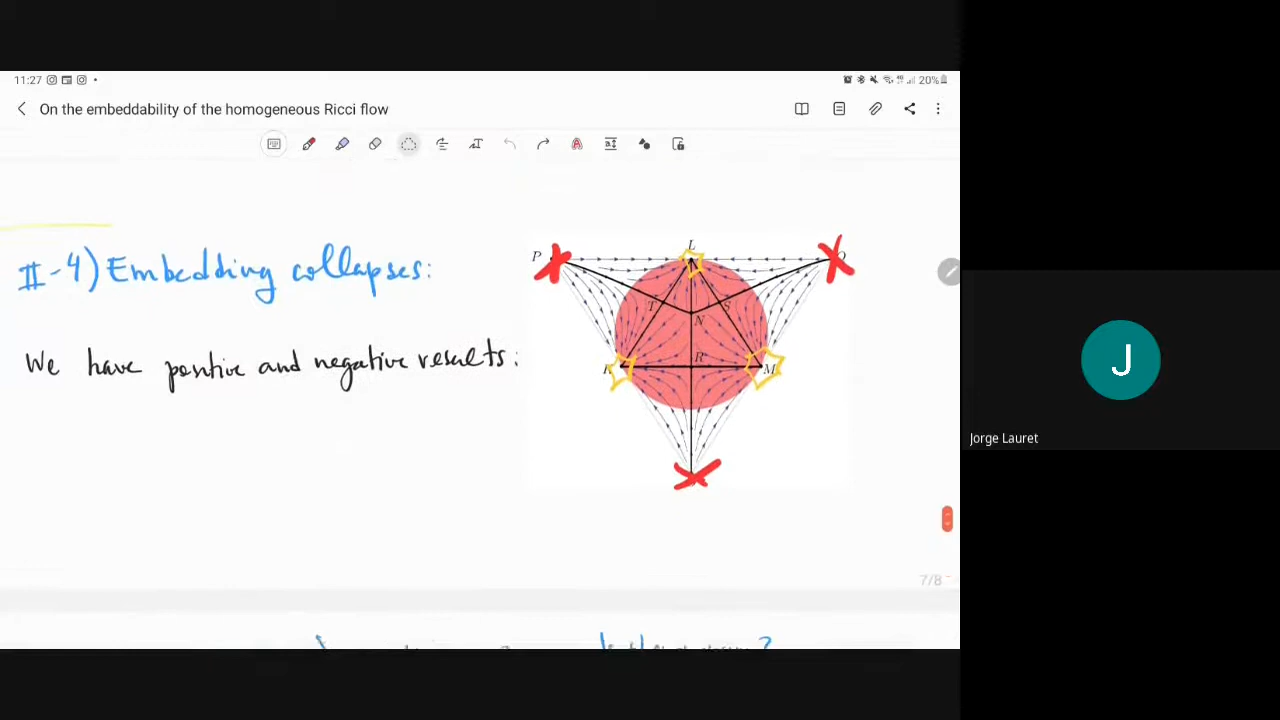 11:27
20%
On the embeddability of the homogeneous Ricci flow
II-4) Embedding collapses:
We have positive and negative results:
P
L
T
S
N
R
K
M
7/8
J
Jorge Lauret